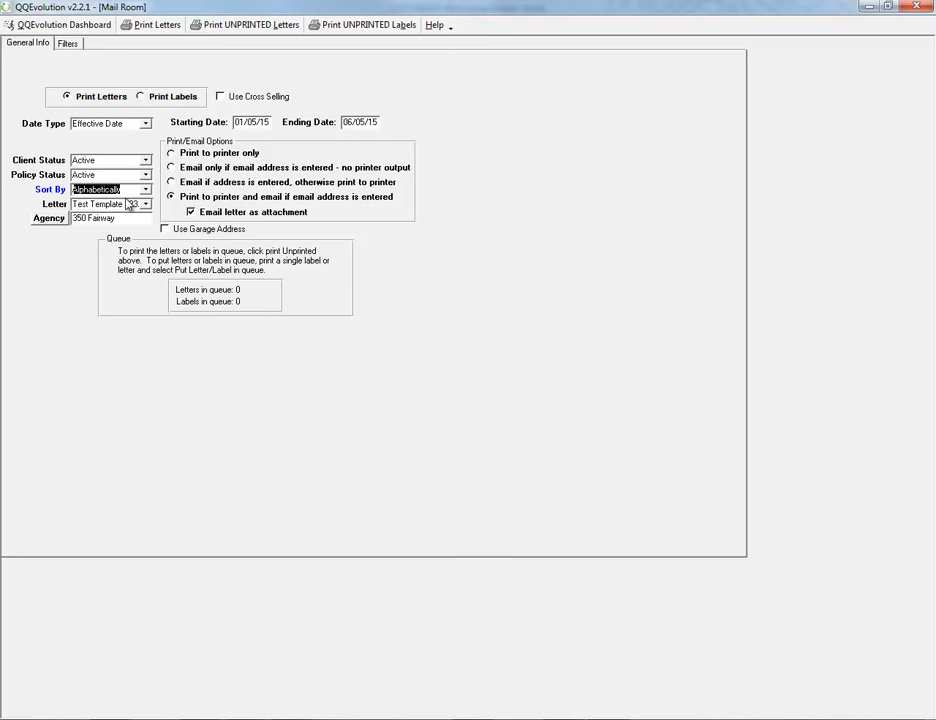 QQEvolution v2.2.1 - [Mail Room]
QQEvolution Dashboard Print Letters Print UNPRINTED Letters Print UNPRINTED Labels Help
General Info Filters
Print Letters Print Labels Use Cross Selling
Date Type Effective Date Starting Date: 01/05/15 Ending Date: 06/05/15
Print/Email Options
Print to printer only
Client Status Active
Email only if email address is entered - no printer output
Policy Status Active
Email if address is entered, otherwise print to printer
Sort By Alphabetically
Print to printer and email if email address is entered
Letter Test Template 33
Email letter as attachment
Agency 350 Fairway
Use Garage Address
Queue
To print the letters or labels in queue, click print Unprinted
above. To put letters or labels in queue, print a single label or
letter and select Put Letter/Label in queue.
Letters in queue: 0
Labels in queue: 0